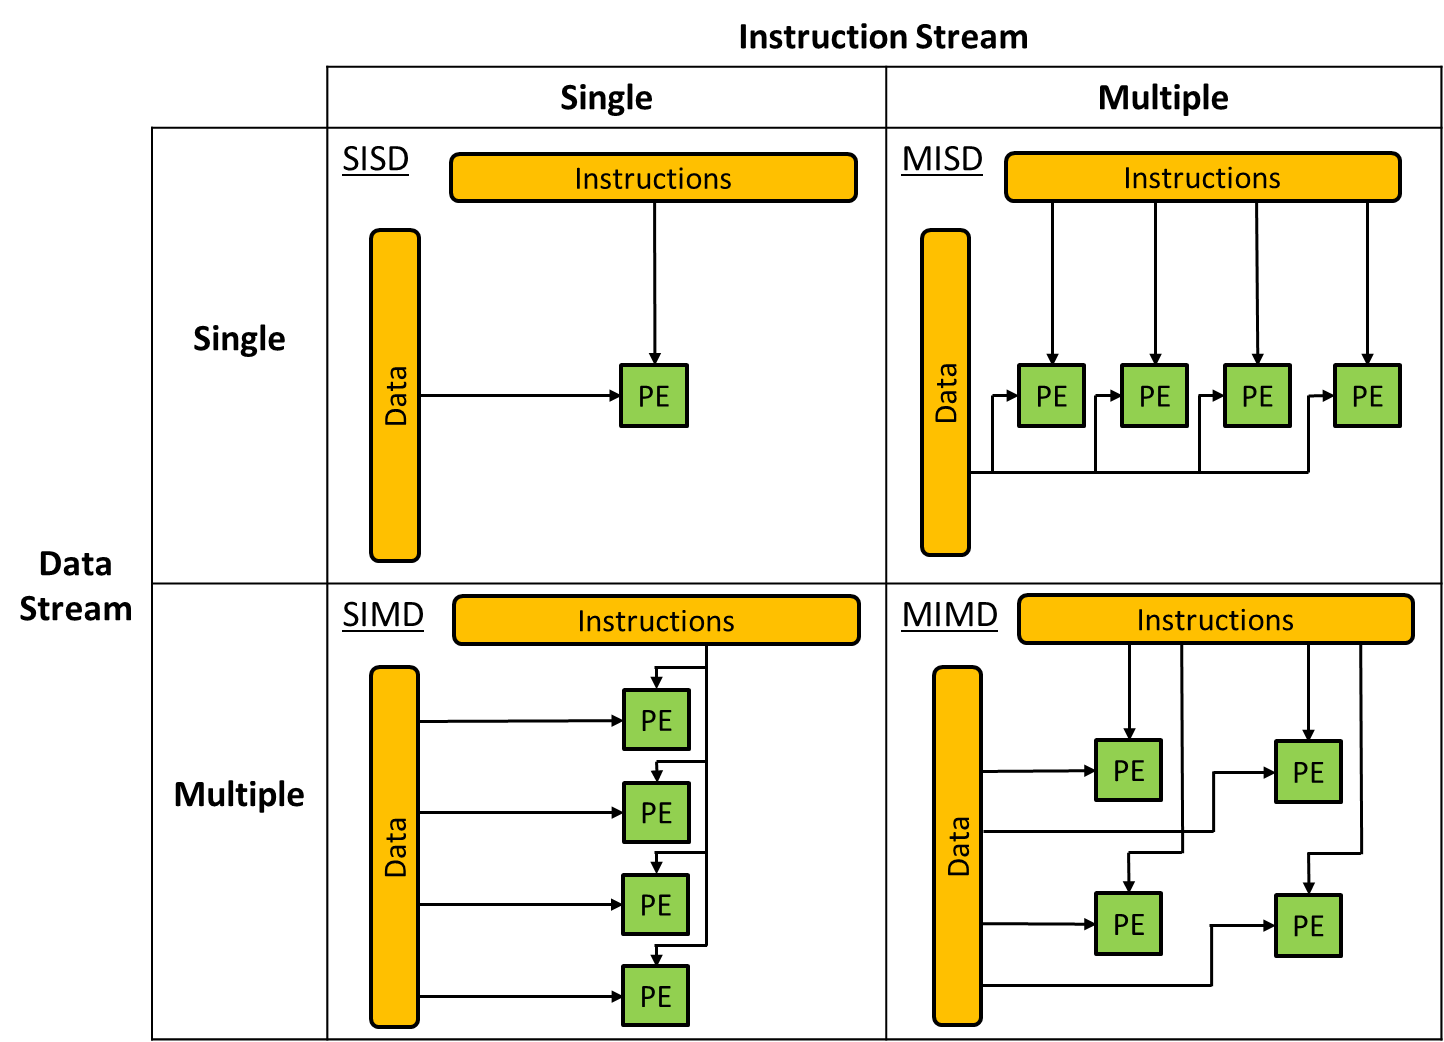 Instruction Stream
Single
Multiple
SISD
Instructions
Data
PE
MISD
Instructions
Data
PE
PE
PE
PE
Single
Data
Stream
Multiple
SIMD
Instructions
Data
PE
PE
PE
PE
MIMD
Instructions
Data
PE
PE
PE
PE